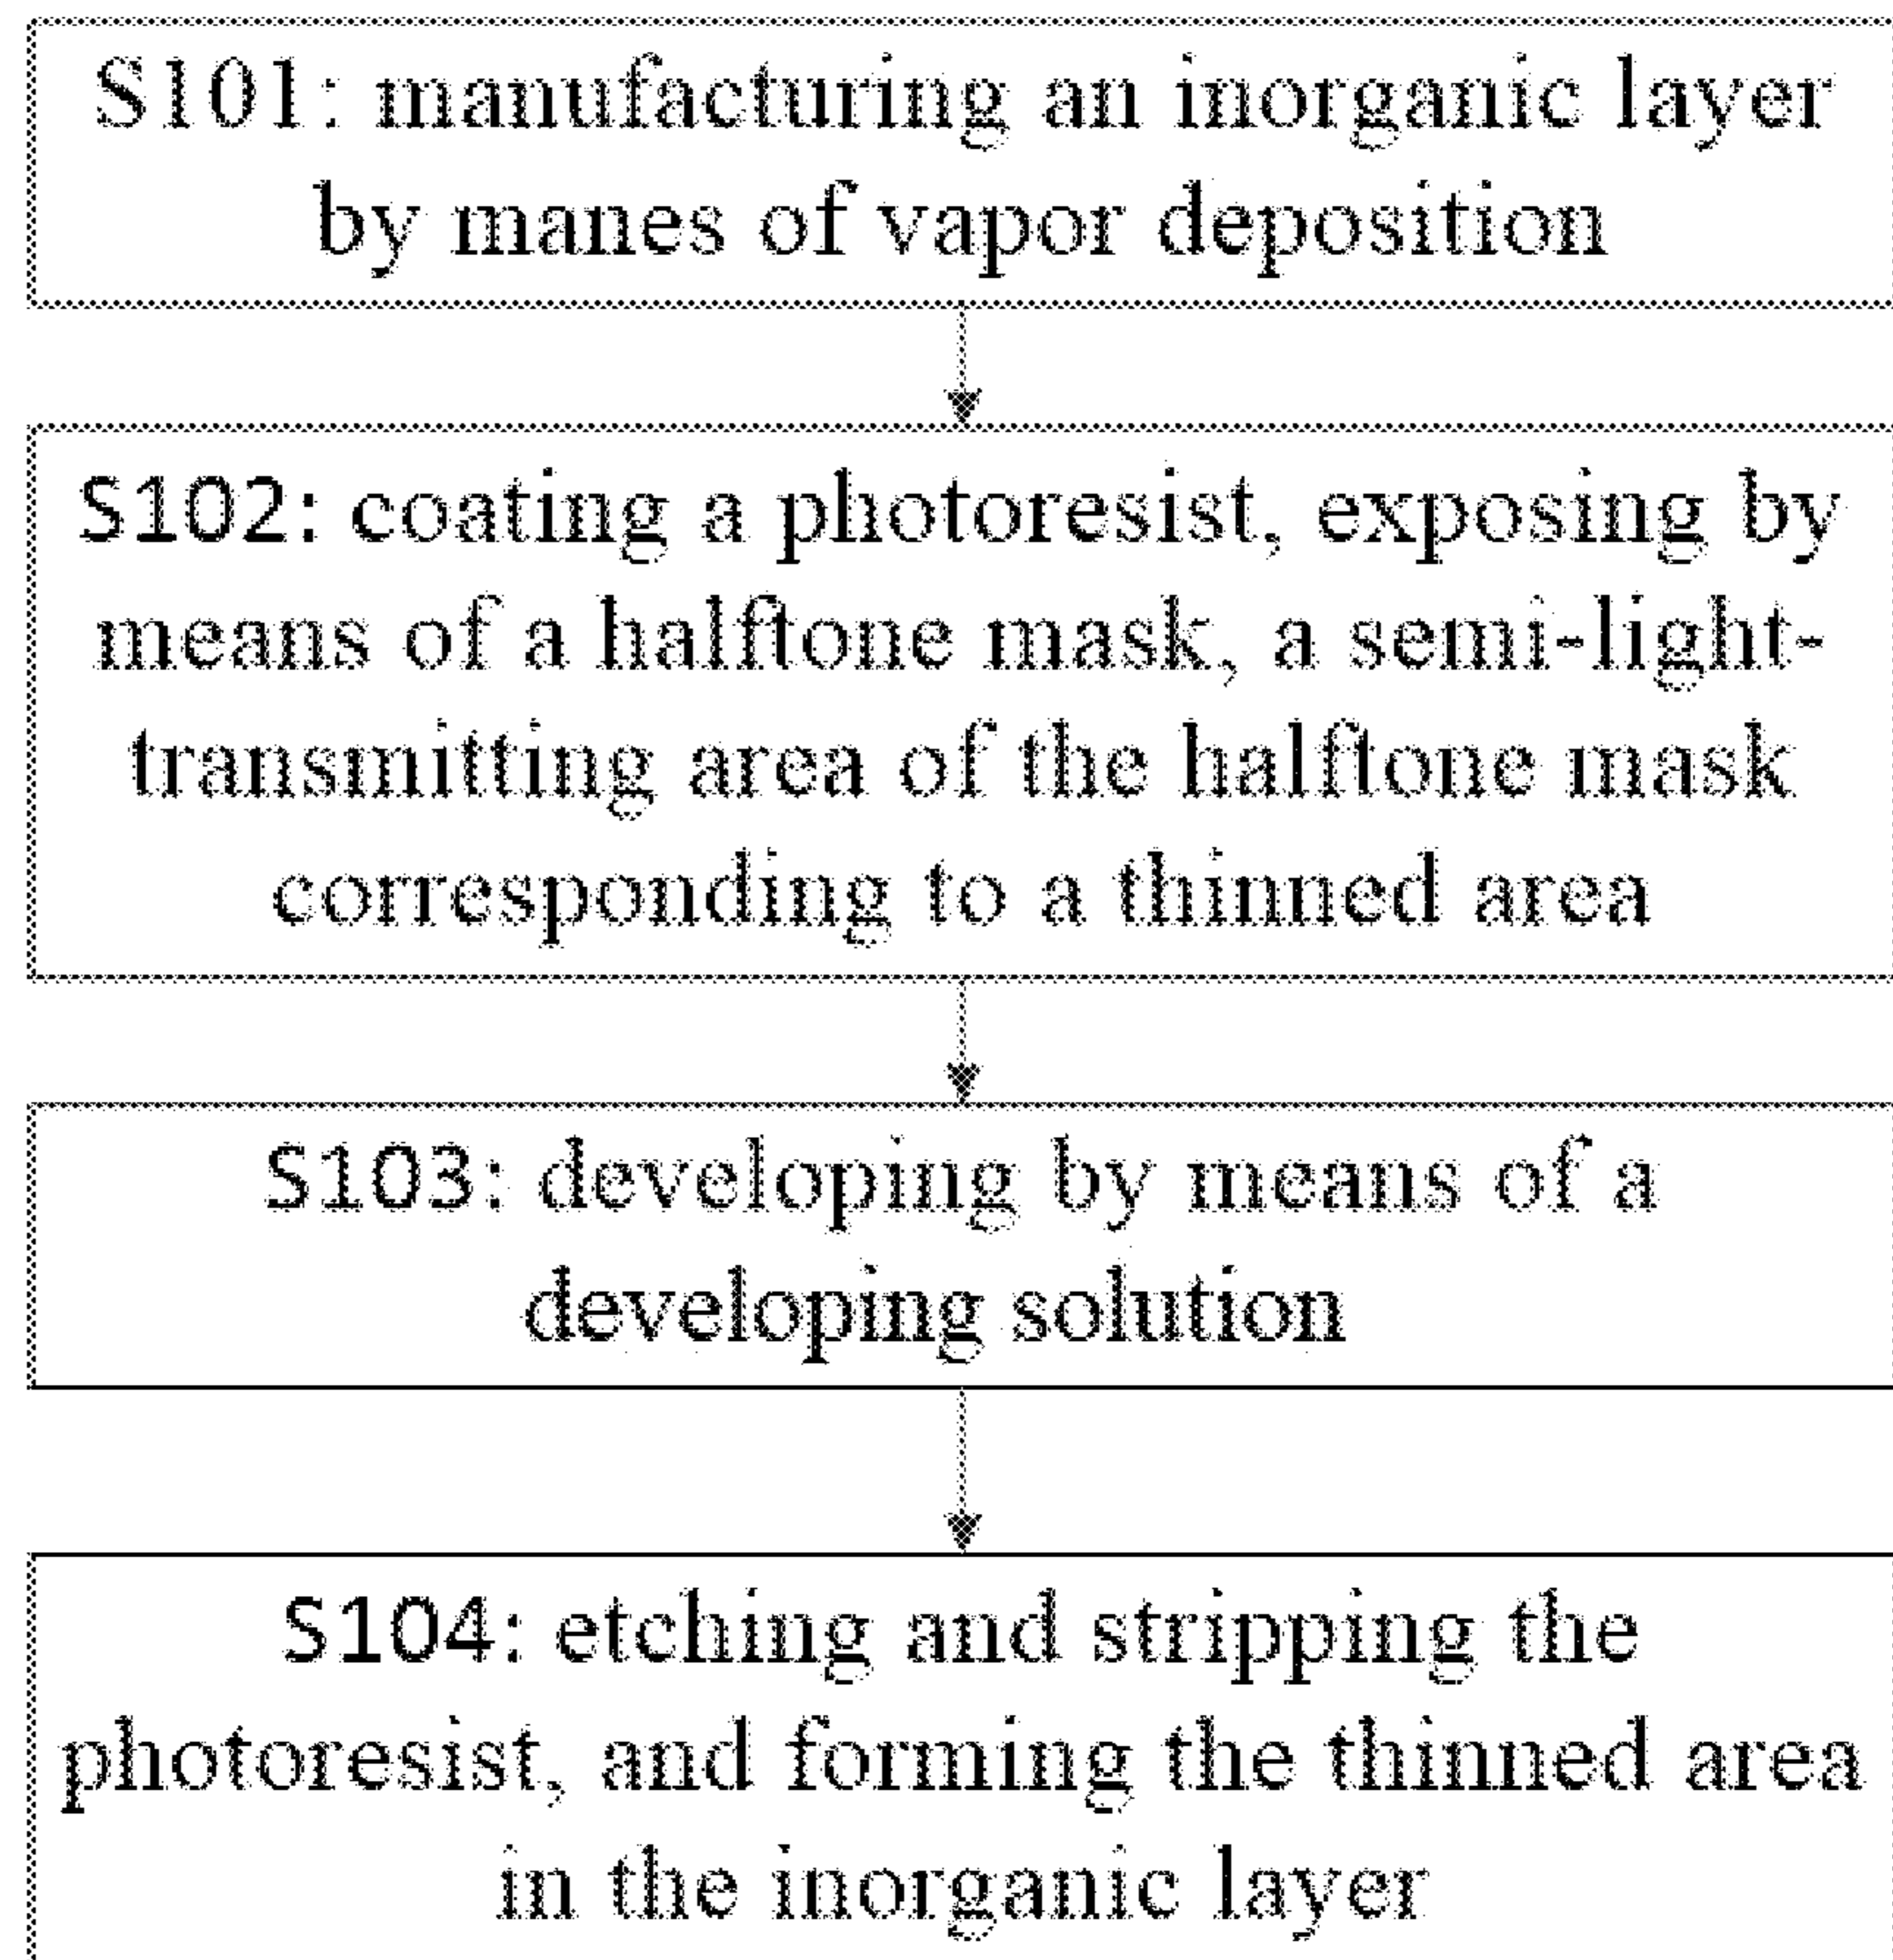 S101: manufacturing an inorganic layer
by manes of vapor deposition
S102: coating a photoresist, exposing by
means of a halftone mask, a semi-light-
transmitting area of the halftone mask
corresponding to a thinned area
S103: developing by means of a
developing solution
S104: etching and stripping the
photoresist, and forming the thinned area
in the inorganic layer